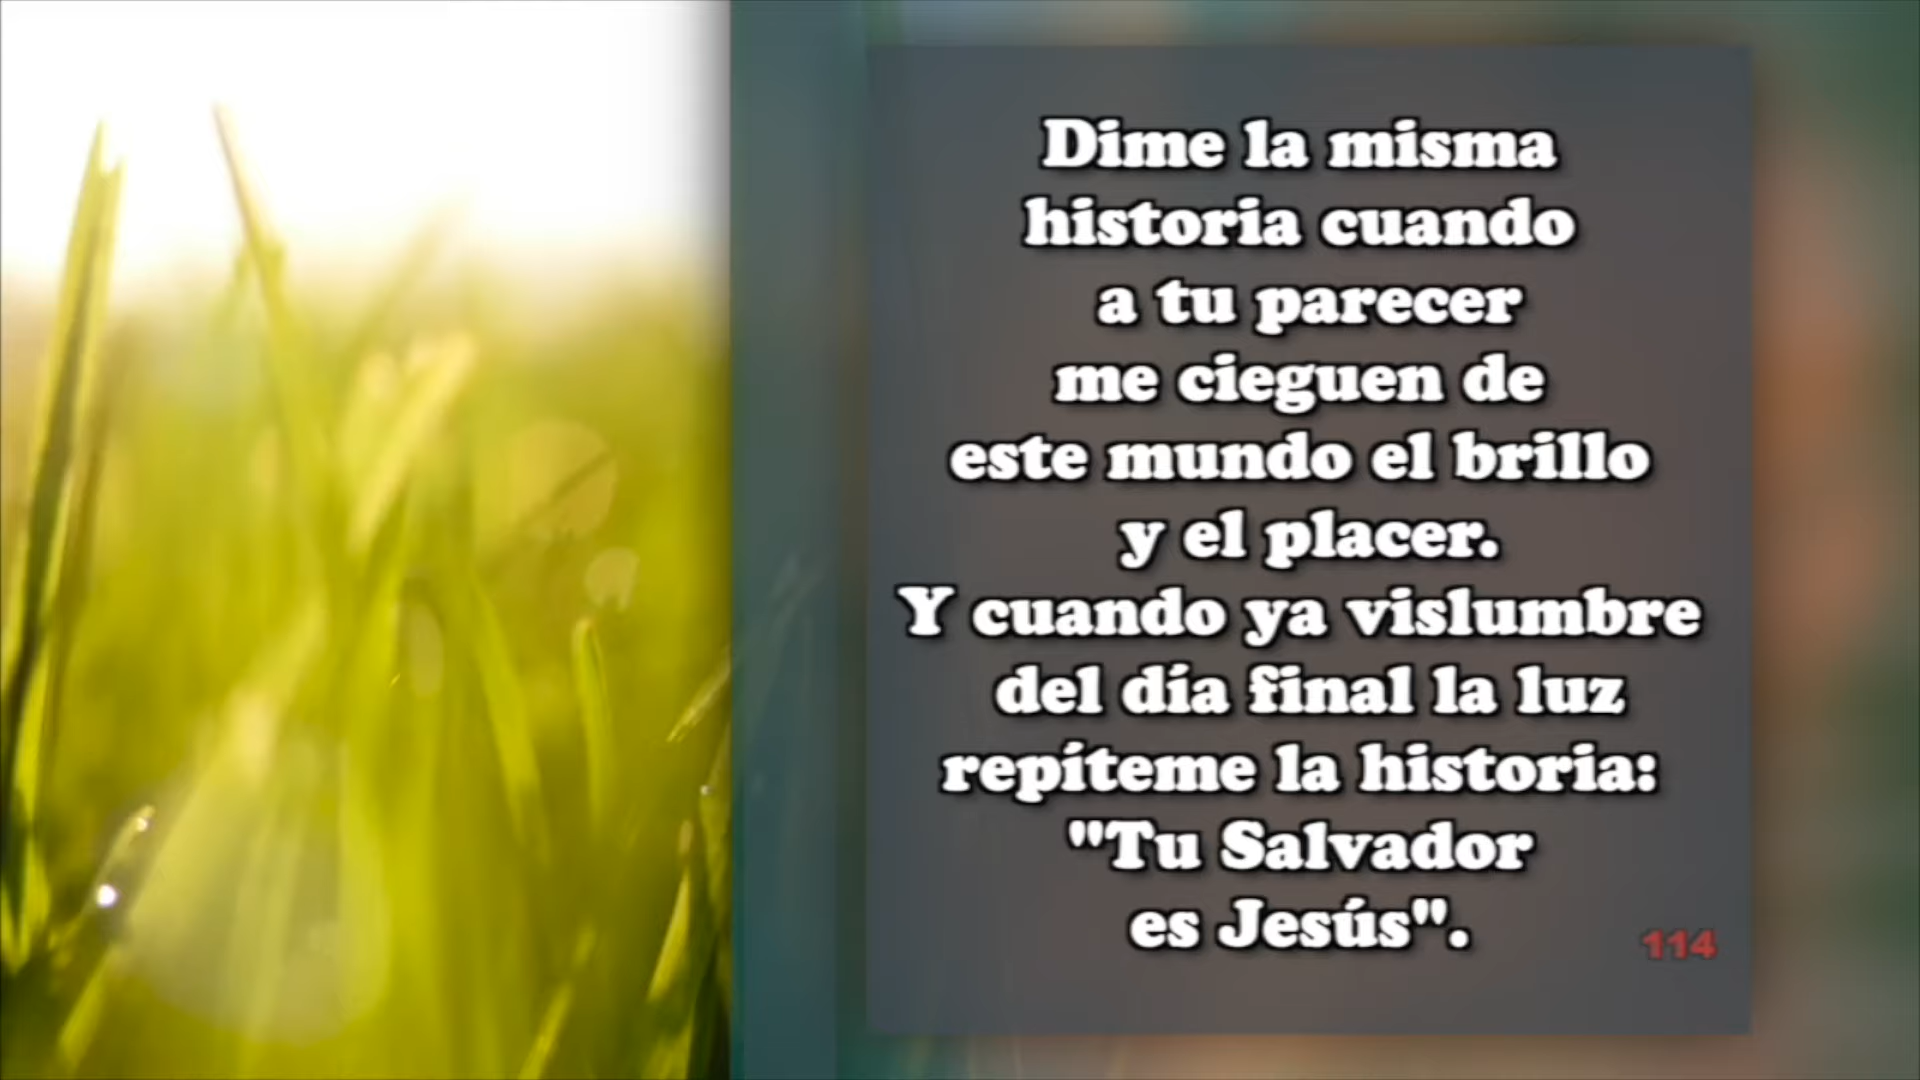 Dime la misma
historia cuando
a tu parecer
me cieguen de
este mundo el brillo
y el placer.
Y cuando ya vislumbre
del día final la luz
repíteme la historia:
"Tu Salvador
es Jesús".
114